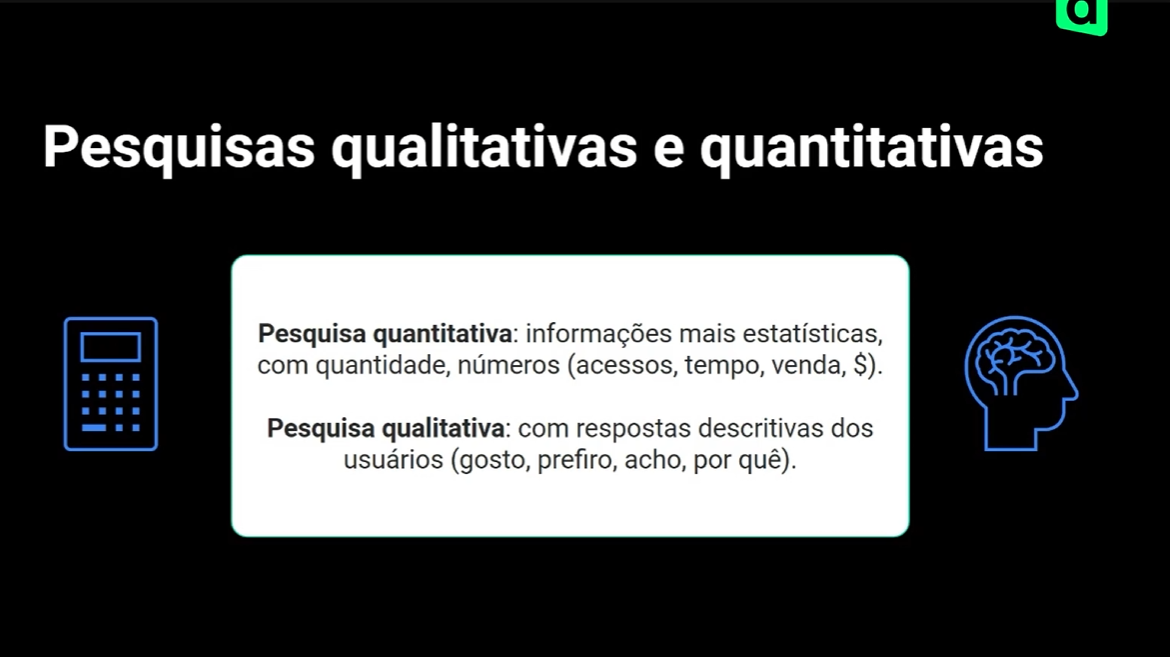 a
Pesquisas qualitativas e quantitativas
Pesquisa quantitativa: informações mais estatísticas,
com quantidade, números (acessos, tempo, venda, $).
Pesquisa qualitativa: com respostas descritivas dos
usuários (gosto, prefiro, acho, por quê).